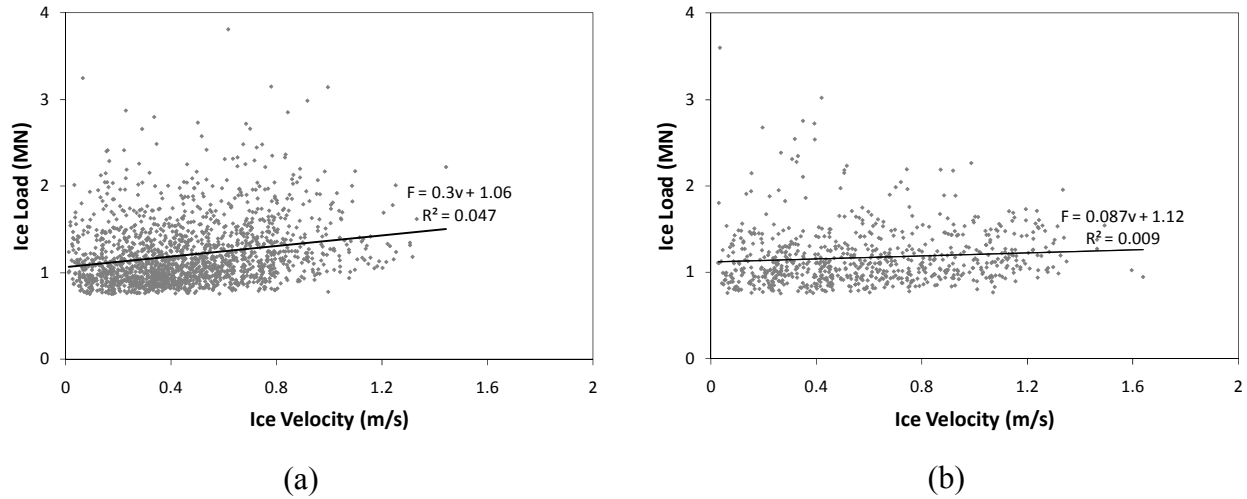 4
3
2
1
0
Ice Load (MN)
F = 0.3v + 1.06
R² = 0.047
0 0.4 0.8 1.2 1.6 2
Ice Velocity (m/s)
(a)
4
3
2
1
0
Ice Load (MN)
F = 0.087v + 1.12
R² = 0.009
0 0.4 0.8 1.2 1.6 2
Ice Velocity (m/s)
(b)